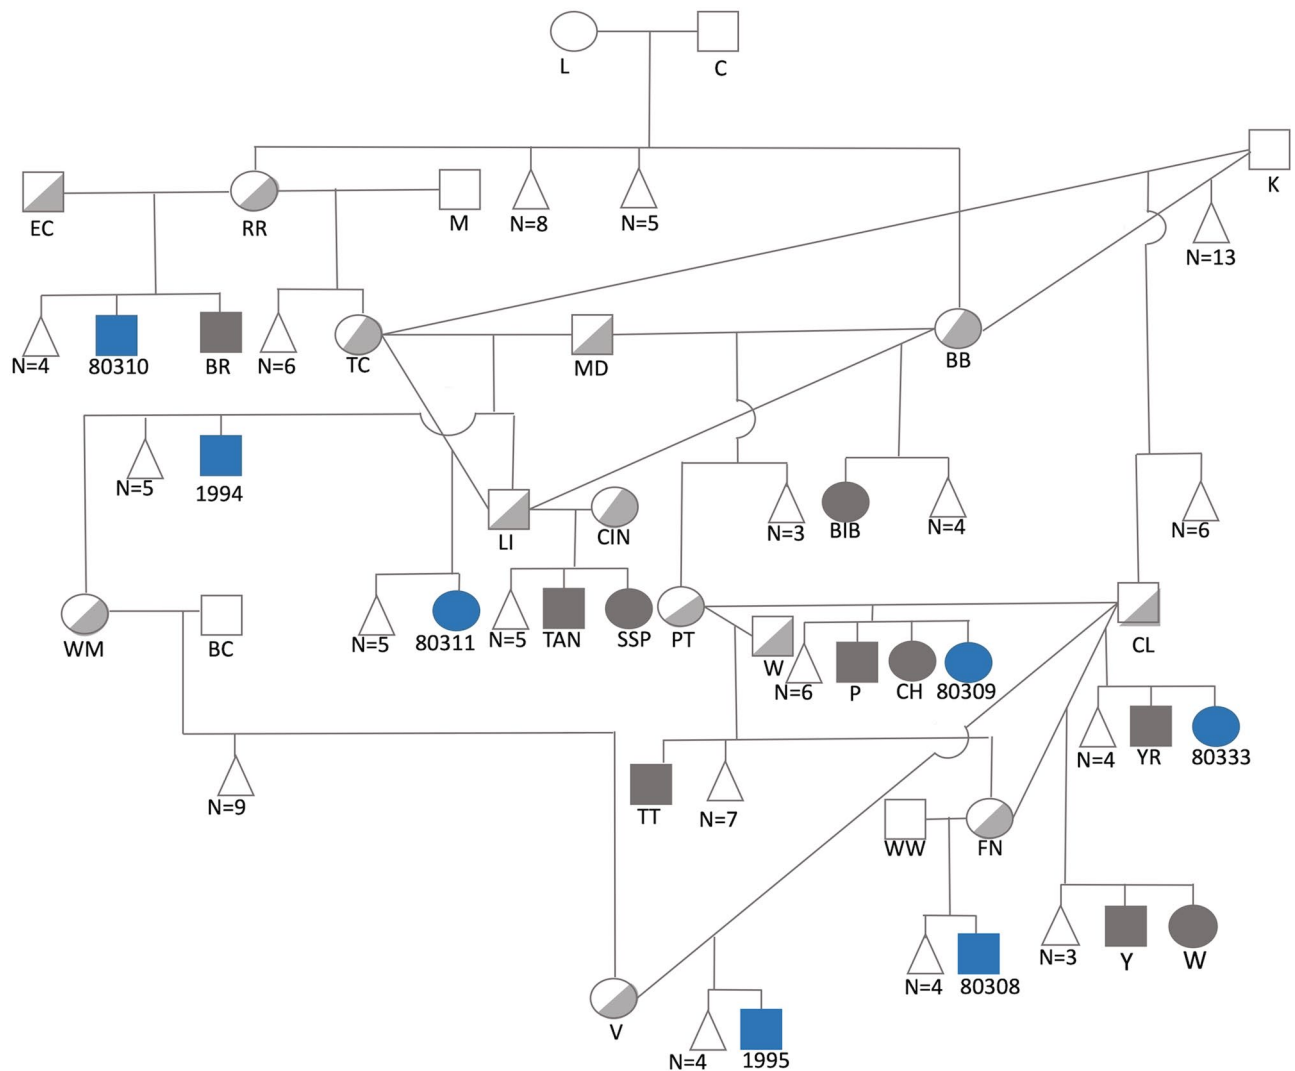 L
C
K
EC
RR
M
N=8
N=5
N=13
N=4
80310
BR
N=6
TC
MD
BB
N=5
1994
LI
CIN
N=3
BIB
N=4
N=6
WM
BC
N=5
80311
N=5
TAN
SSP
PT
W
N=6
P
CH
80309
CL
N=4
YR
80333
N=9
TT
N=7
WW
FN
N=4
80308
N=3
Y
W
V
N=4
1995